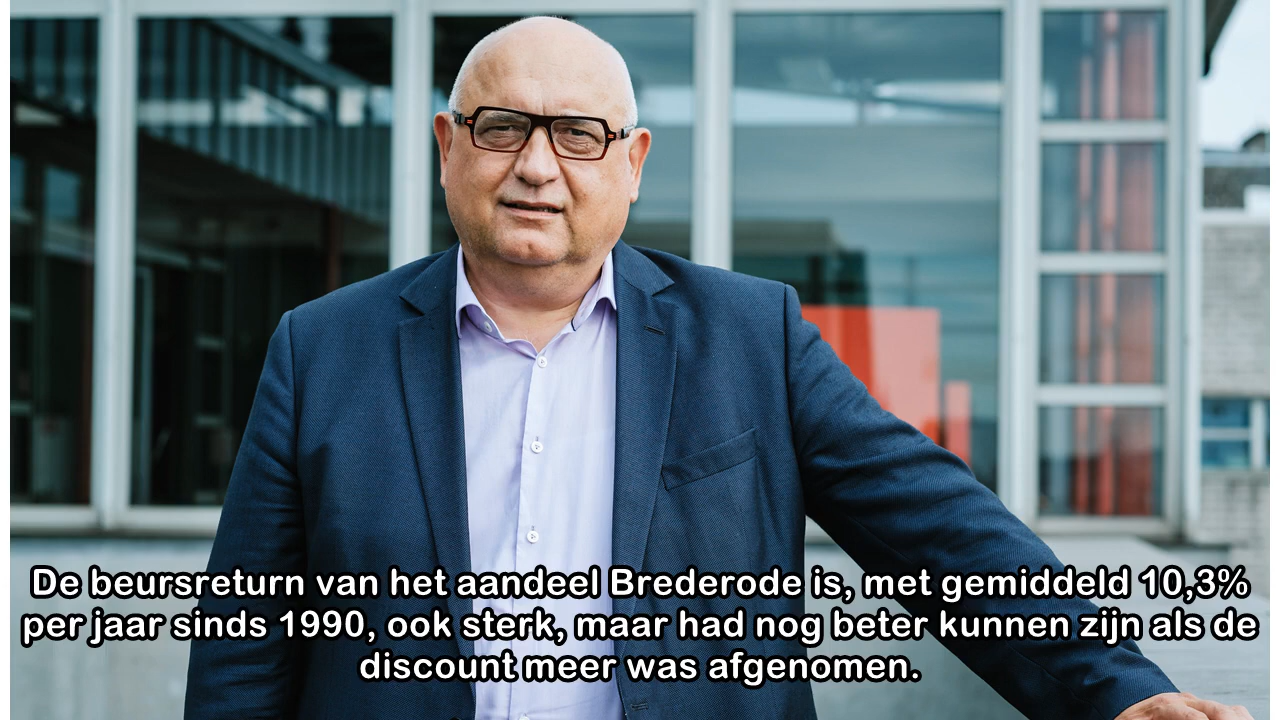 De beursreturn van het aandeel Brederode is, met gemiddeld 10,3%
per jaar sinds 1990, ook sterk, maar had nog beter kunnen zijn als de
discount meer was afgenomen.